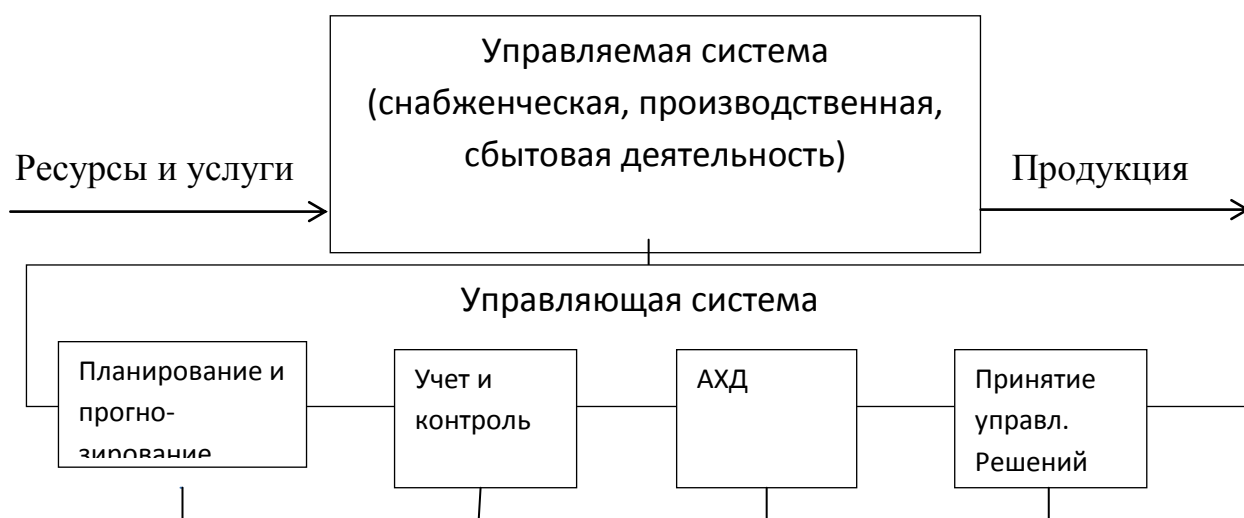 Управляемая система
(снабженческая, производственная,
сбытовая деятельность)
Ресурсы и услуги
Продукция
Управляющая система
Планирование и
прогно-
зирование
Учет и
контроль
АХД
Принятие
управл.
Решений